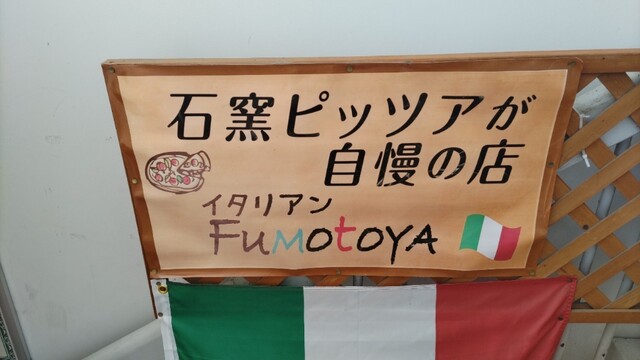 石窯ピッツアが
自慢の店
イタリアン
FuMotoYA